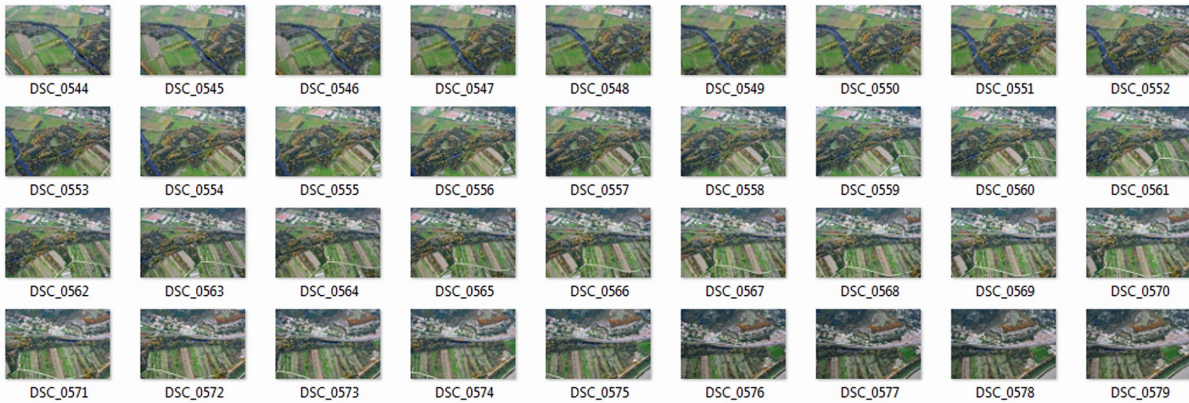 DSC_0544 DSC_0545 DSC_0546 DSC_0547 DSC_0548 DSC_0549 DSC_0550 DSC_0551 DSC_0552
DSC_0553 DSC_0554 DSC_0555 DSC_0556 DSC_0557 DSC_0558 DSC_0559 DSC_0560 DSC_0561
DSC_0562 DSC_0563 DSC_0564 DSC_0565 DSC_0566 DSC_0567 DSC_0568 DSC_0569 DSC_0570
DSC_0571 DSC_0572 DSC_0573 DSC_0574 DSC_0575 DSC_0576 DSC_0577 DSC_0578 DSC_0579